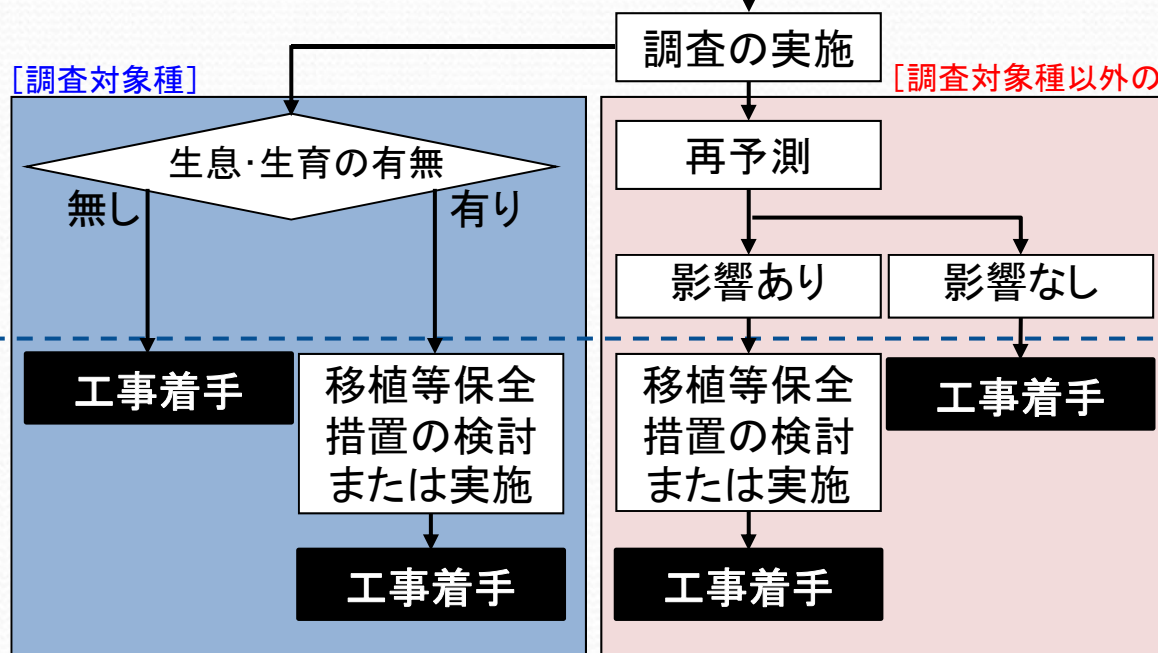 調査の実施
[調査対象種]
[調査対象種以外の
生息･生育の有無
無し
有り
再予測
影響あり
影響なし
工事着手
移植等保全
措置の検討
または実施
工事着手
移植等保全
措置の検討
または実施
工事着手
工事着手